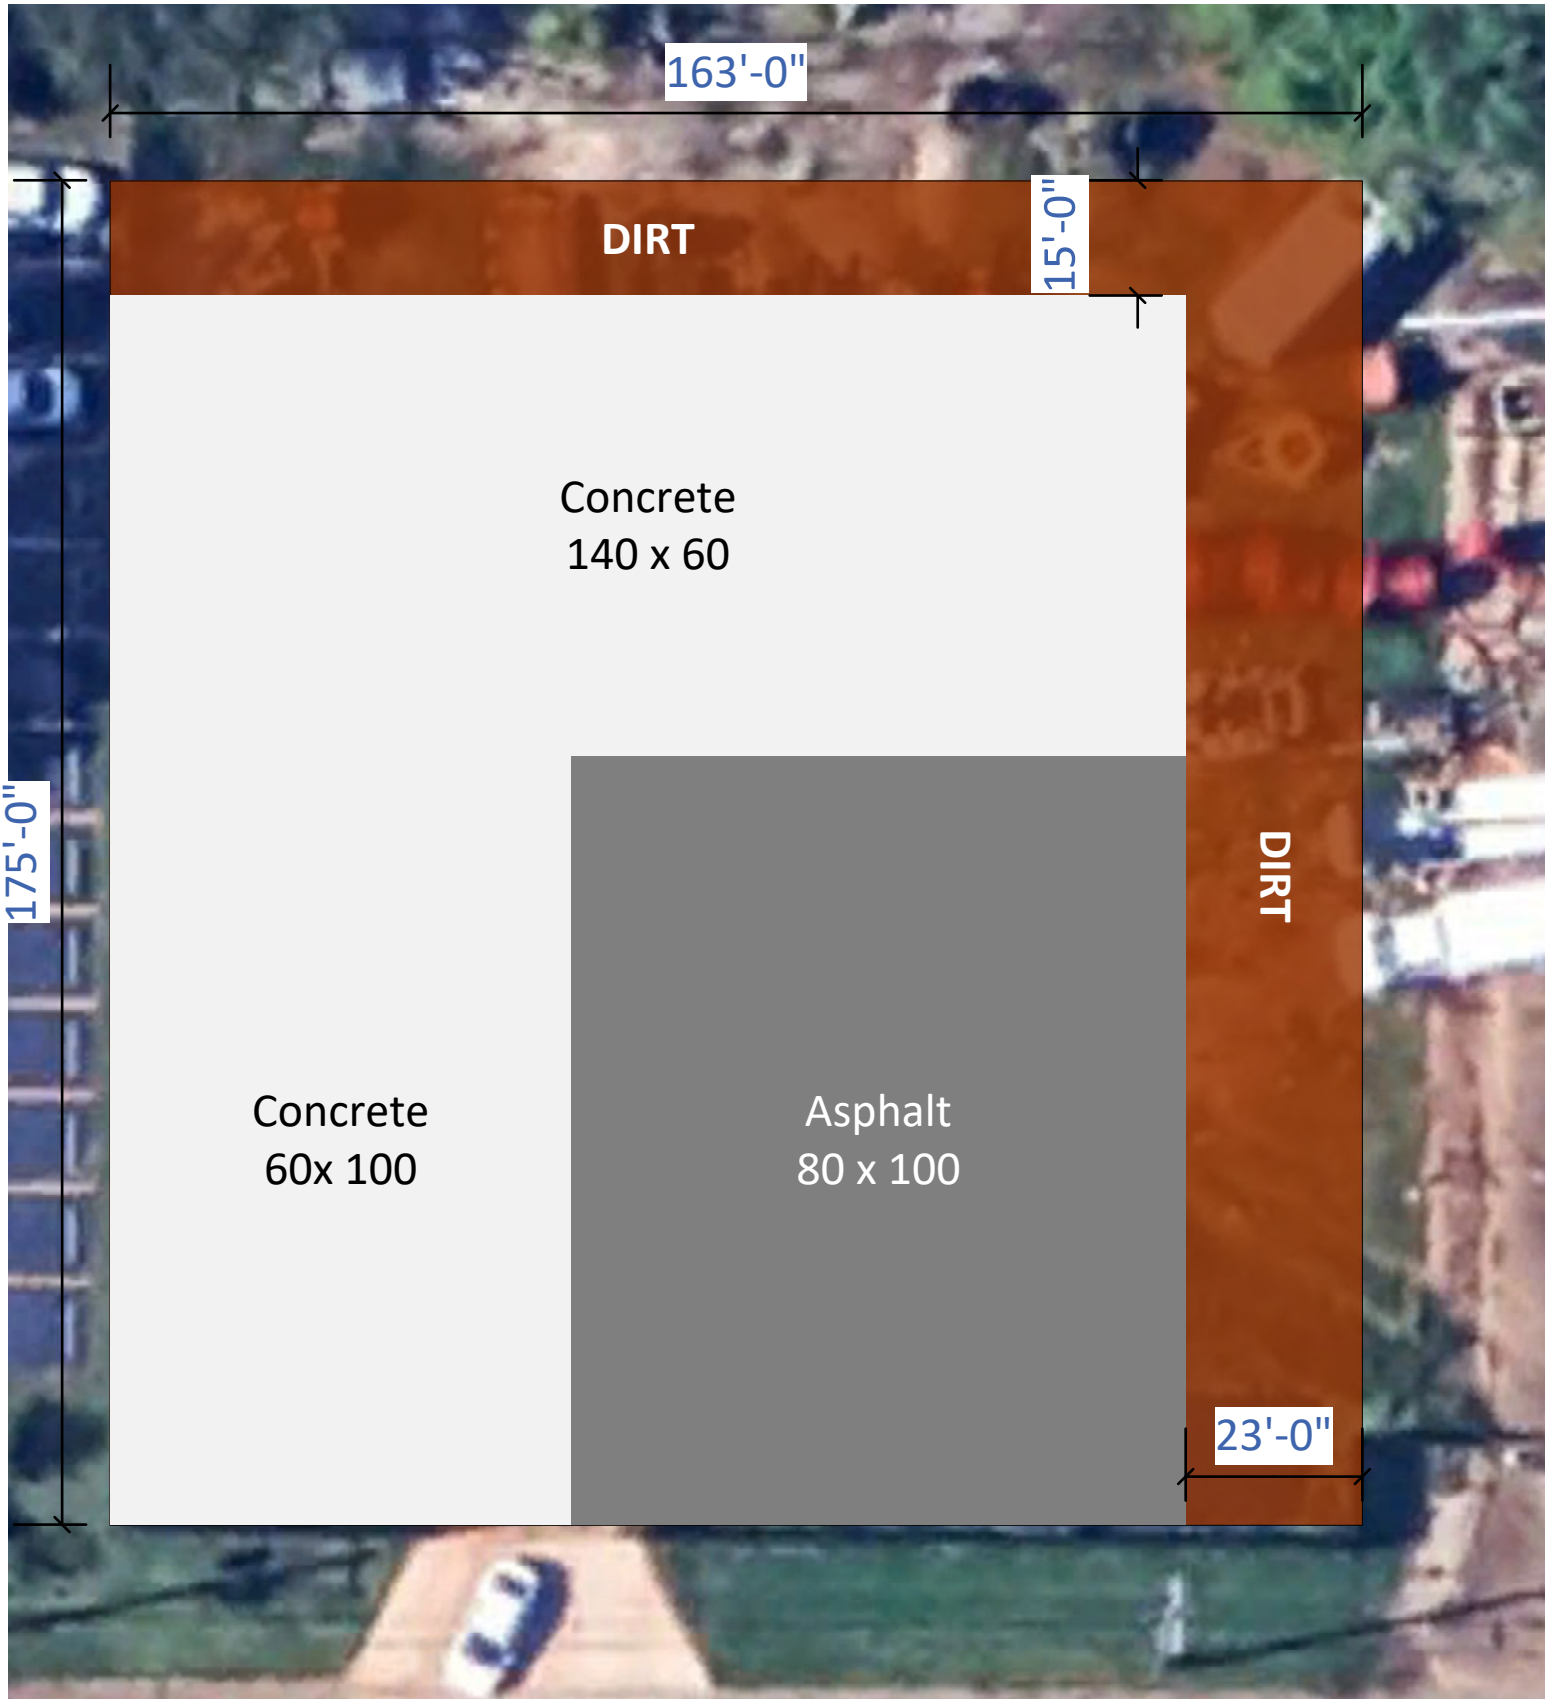 163'-0"
15'-0"
DIRT
Concrete
140 x 60
175'-0"
DIRT
Concrete
60x 100
Asphalt
80 x 100
23'-0"